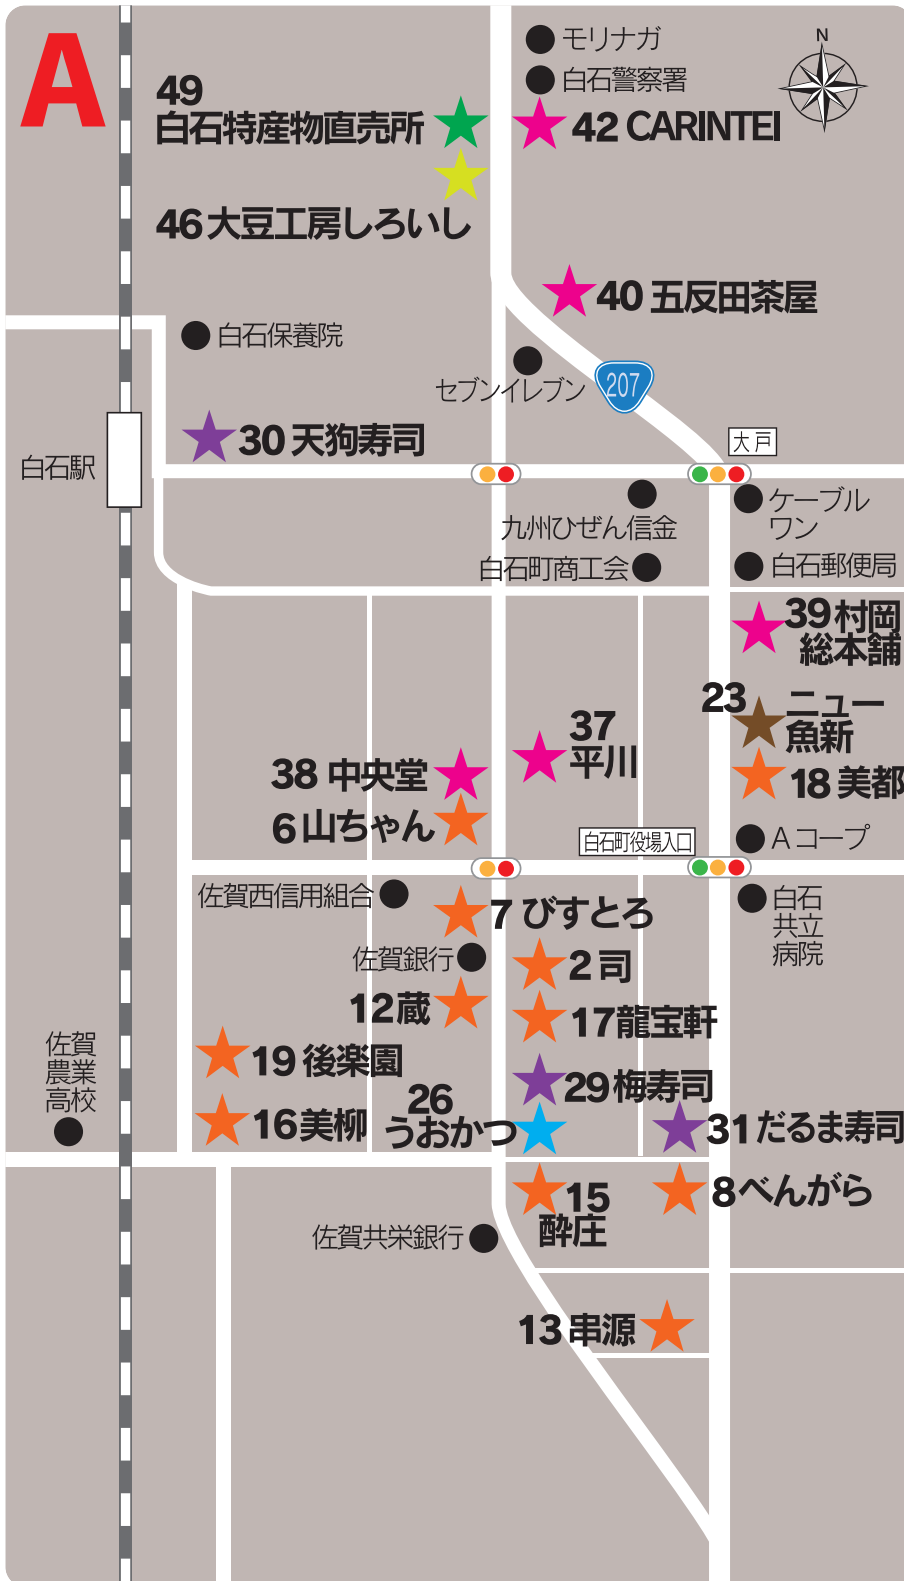 A
N
モリナガ
白石警察署
49
白石特産物直売所
42 CARINTEI
46 大豆工房しろいし
40 五反田茶屋
白石保養院
セブンイレブン
207
大戸
30 天狗寿司
白石駅
九州ひぜん信金
ケーブル
ワン
白石町商工会
白石郵便局
39 村岡
総本舗
23 ニュー
魚新
37
平川
38 中央堂
18 美都
6 山ちゃん
白石町役場入口
A コープ
佐賀西信用組合
7 びすとろ
白石
共立
病院
佐賀銀行
2 司
12 蔵
17 龍宝軒
佐賀
農業
高校
19 後楽園
29 梅寿司
26
うおかつ
16 美柳
31 だるま寿司
15
酔庄
8 べんがら
佐賀共栄銀行
13 串源